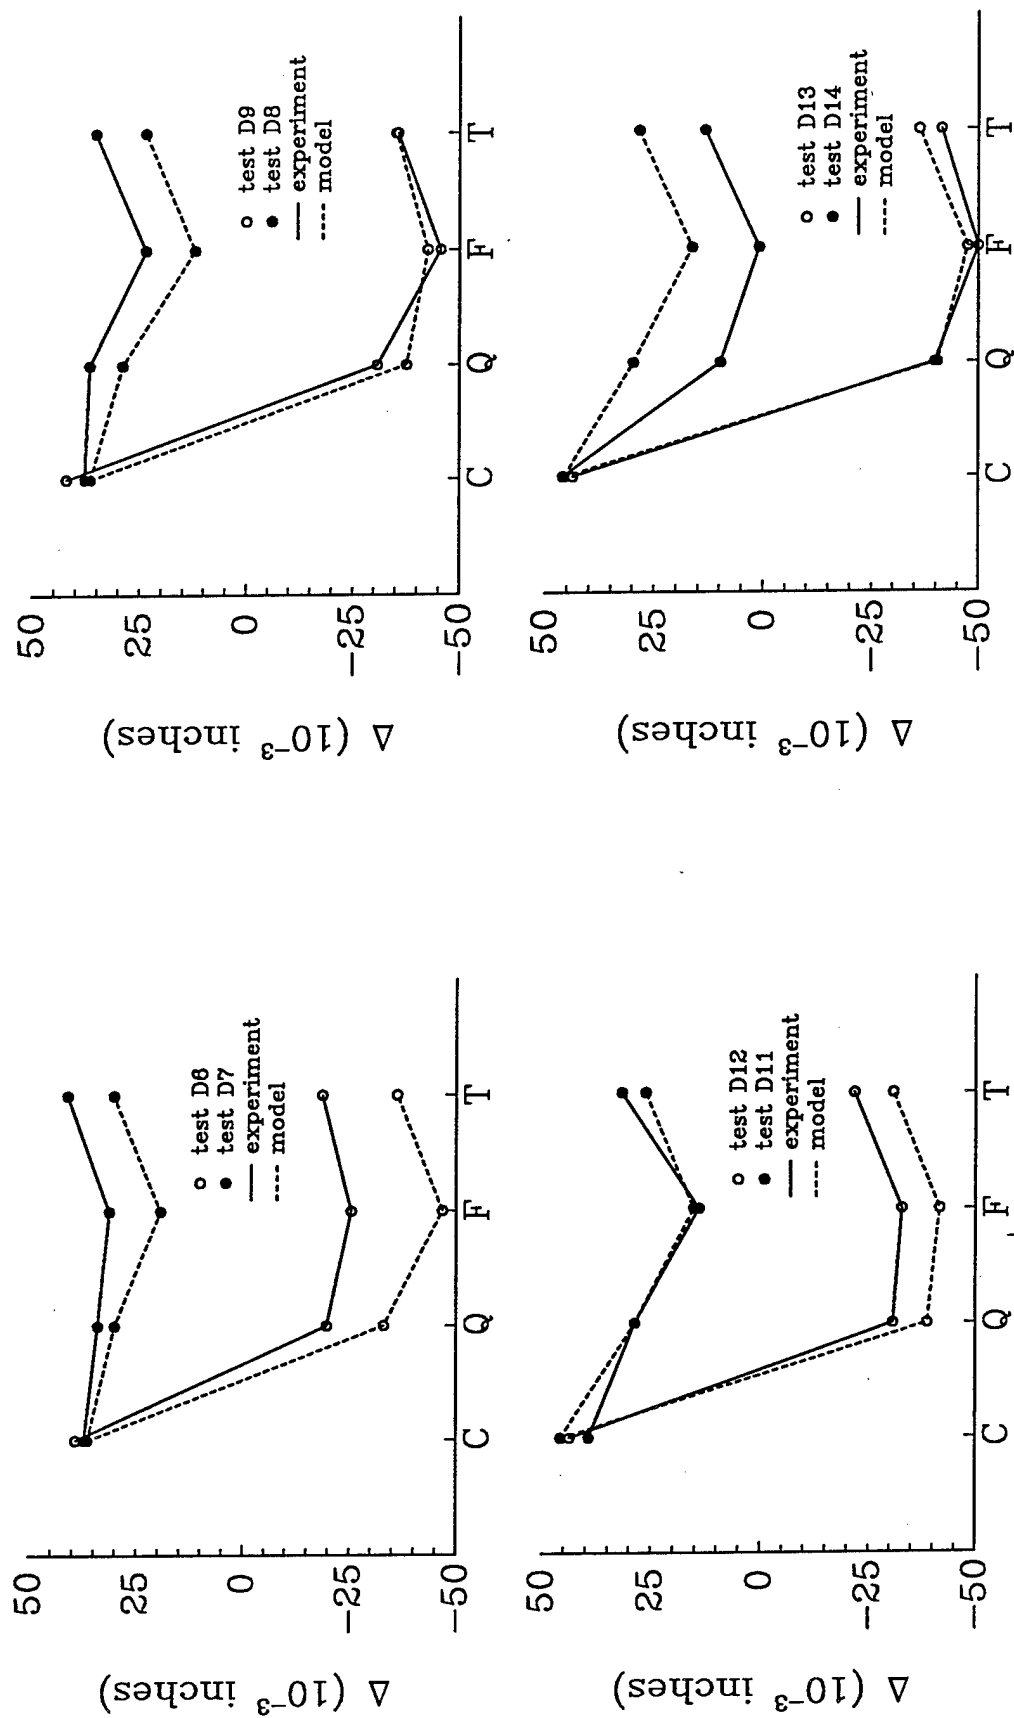 Δ (10⁻³ inches)
50
25
0
−25
−50
test D6
test D7
experiment
model
C Q F T
Δ (10⁻³ inches)
50
25
0
−25
−50
test D9
test D8
experiment
model
C Q F T
Δ (10⁻³ inches)
50
25
0
−25
−50
test D12
test D11
experiment
model
C Q F T
Δ (10⁻³ inches)
50
25
0
−25
−50
test D13
test D14
experiment
model
C Q F T